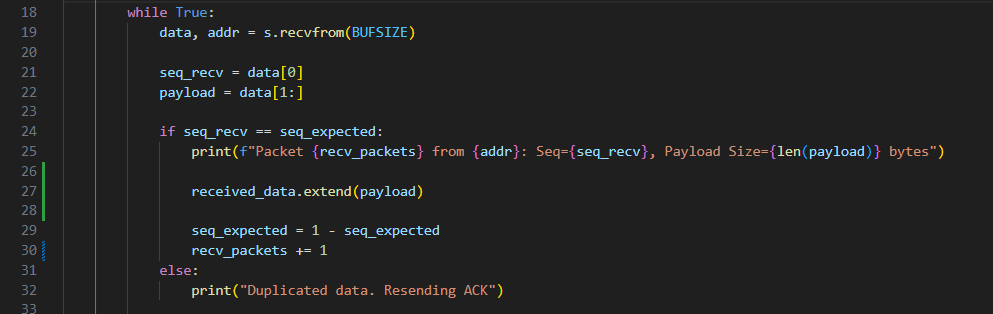 18 while True:
19 data, addr = s.recvfrom(BUFSIZE)
20
21 seq_recv = data[0]
22 payload = data[1:]
23
24 if seq_recv == seq_expected:
25 print(f"Packet {recv_packets} from {addr}: Seq={seq_recv}, Payload Size={len(payload)} bytes")
26
27 received_data.extend(payload)
28
29 seq_expected = 1 - seq_expected
30 recv_packets += 1
31 else:
32 print("Duplicated data. Resending ACK")
33